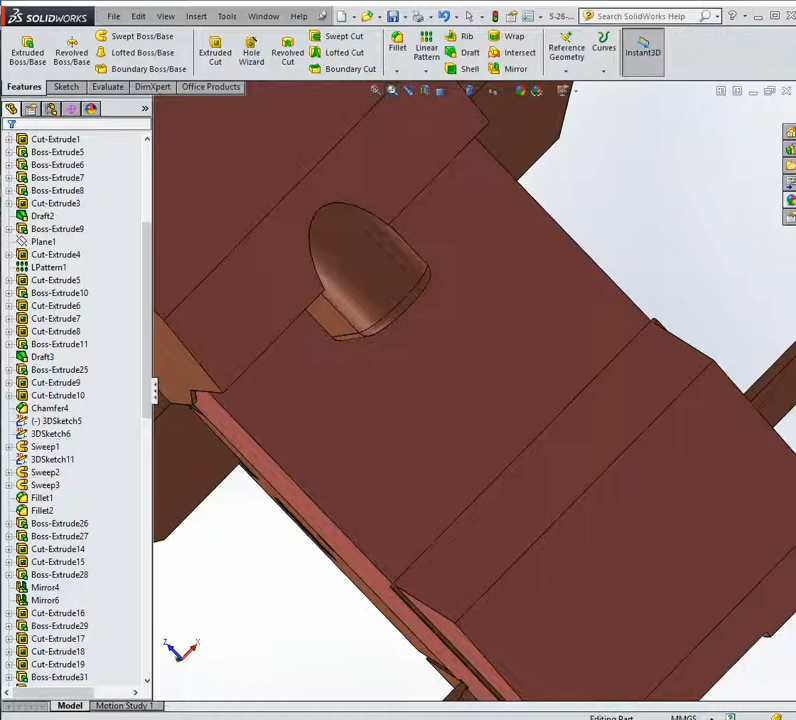 SOLIDWORKS File Edit View Insert Tools Window 5-26-... Search SolidWorks Help
Extruded Boss/Base
Revolved Boss/Base
Swept Boss/Base
Lofted Boss/Base
Boundary Boss/Base
Extruded Cut
Hole Wizard
Revolved Cut
Swept Cut
Lofted Cut
Boundary Cut
Fillet
Linear Pattern
Rib
Draft
Shell
Wrap
Intersect
Mirror
Reference Geometry
Curves
Instant3D
Features Sketch Evaluate DimXpert Office Products
Cut-Extrude1
Boss-Extrude5
Boss-Extrude6
Boss-Extrude7
Boss-Extrude8
Cut-Extrude3
Draft2
Boss-Extrude9
Plane1
Cut-Extrude4
LPattern1
Cut-Extrude5
Boss-Extrude10
Cut-Extrude6
Cut-Extrude7
Cut-Extrude8
Boss-Extrude11
Draft3
Boss-Extrude25
Cut-Extrude9
Cut-Extrude10
Chamfer4
(-) 3DSketch5
3DSketch6
Sweep1
3DSketch11
Sweep2
Sweep3
Fillet1
Fillet2
Boss-Extrude26
Boss-Extrude27
Cut-Extrude14
Cut-Extrude15
Boss-Extrude28
Mirror4
Mirror6
Cut-Extrude16
Boss-Extrude29
Cut-Extrude17
Cut-Extrude18
Cut-Extrude19
Boss-Extrude31
Z X
Model Motion Study 1
Editing Part MMGS